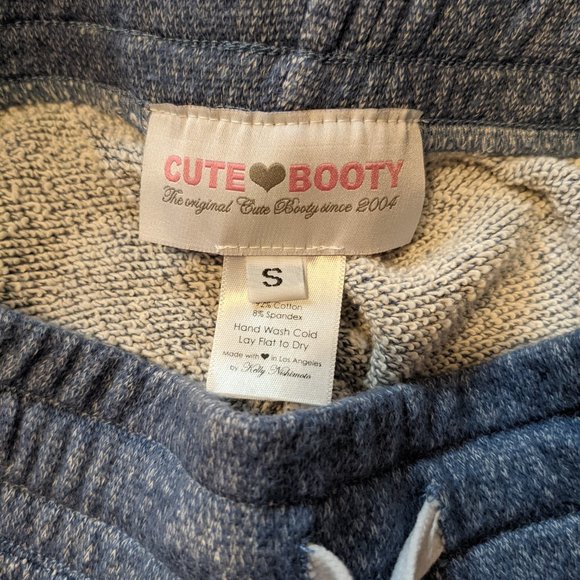 CUTE♥BOOTY
The original Cute Booty since 2004
S
92% Cotton
8% Spandex
Hand Wash Cold
Lay Flat to Dry
Made with ♥ in Los Angeles
by Kelly Nishimoto